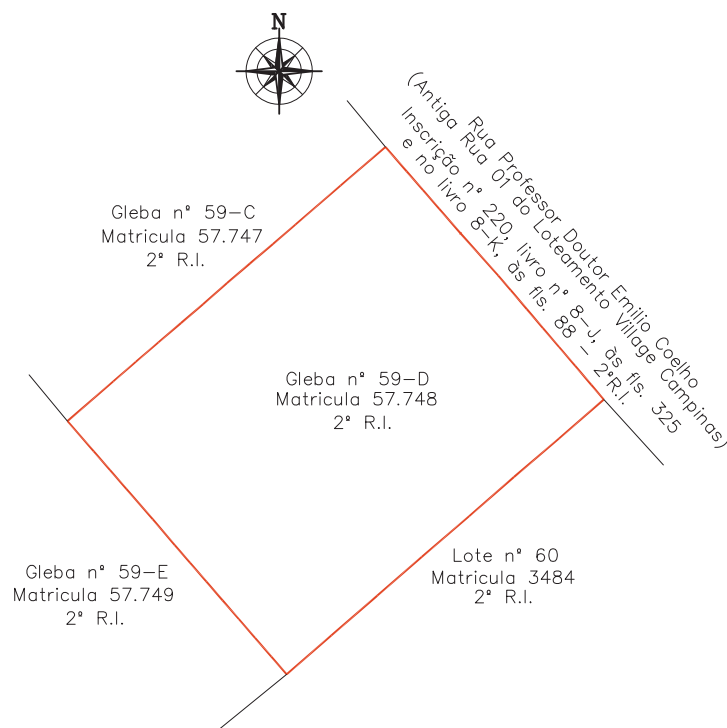 N
Rua Professor Doutor Emilio Coelho
(Antiga Rua 01 do Loteamento Village Campinas)
Inscrição nº 220, livro nº 8-J, às fls. 325
e no livro 8-K, às fls. 88 - 2ºR.I.
Gleba nº 59-C
Matricula 57.747
2º R.I.
Gleba nº 59-D
Matricula 57.748
2º R.I.
Gleba nº 59-E
Matricula 57.749
2º R.I.
Lote nº 60
Matricula 3484
2º R.I.